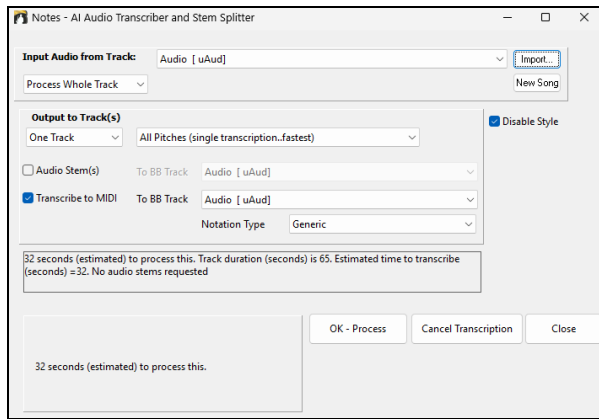 Notes - AI Audio Transcriber and Stem Splitter
Input Audio from Track:
Audio [ uAud]
Import...
Process Whole Track
New Song
Output to Track(s)
Disable Style
One Track
All Pitches (single transcription..fastest)
Audio Stem(s)
To BB Track
Audio [ uAud]
Transcribe to MIDI
To BB Track
Audio [ uAud]
Notation Type
Generic
32 seconds (estimated) to process this. Track duration (seconds) is 65. Estimated time to transcribe
(seconds) =32. No audio stems requested
OK - Process
Cancel Transcription
Close
32 seconds (estimated) to process this.